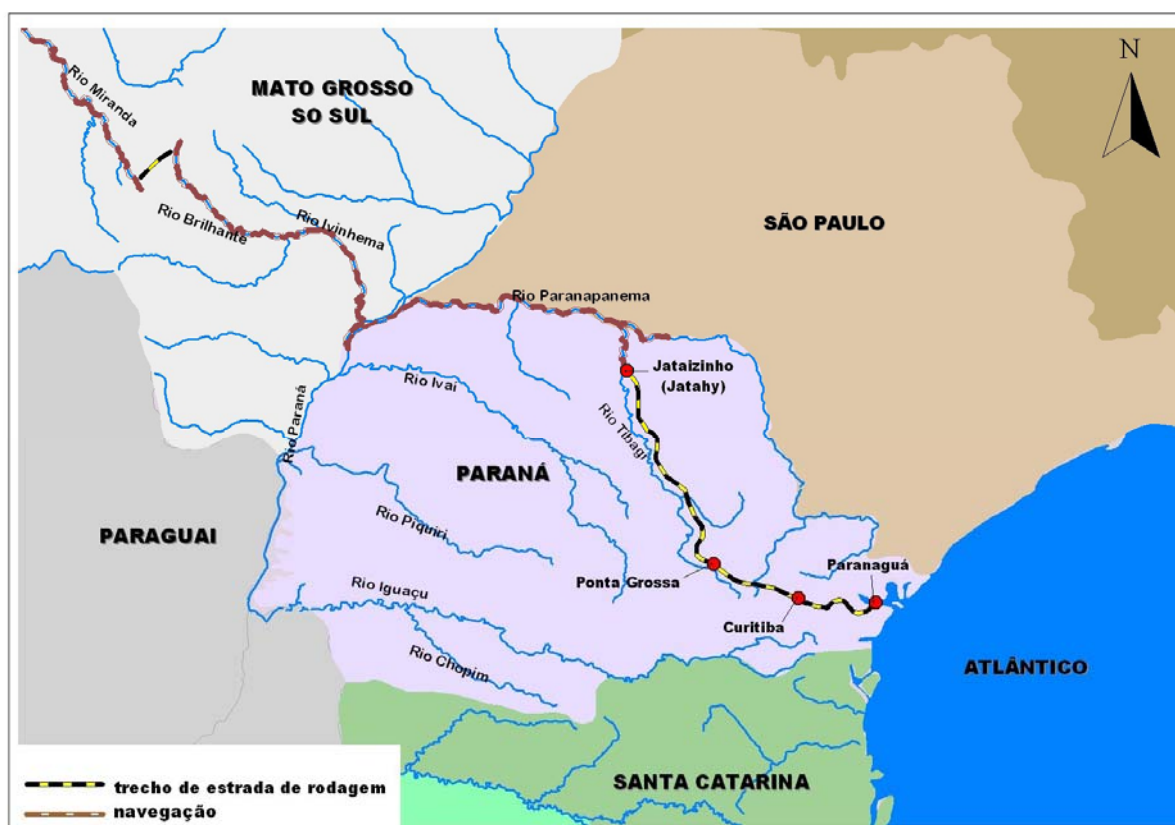 N
Rio Miranda
MATO GROSSO
SO SUL
Rio Brilhante
Rio Ivinhema
SÃO PAULO
Rio Paranapanema
Jataizinho
(Jatahy)
Rio Ivaí
Rio Tibagi
Rio Paraná
PARANÁ
PARAGUAI
Rio Piquiri
Ponta Grossa
Paranaguá
Rio Iguaçu
Curitiba
Rio Chopim
ATLÂNTICO
SANTA CATARINA
trecho de estrada de rodagem
navegação